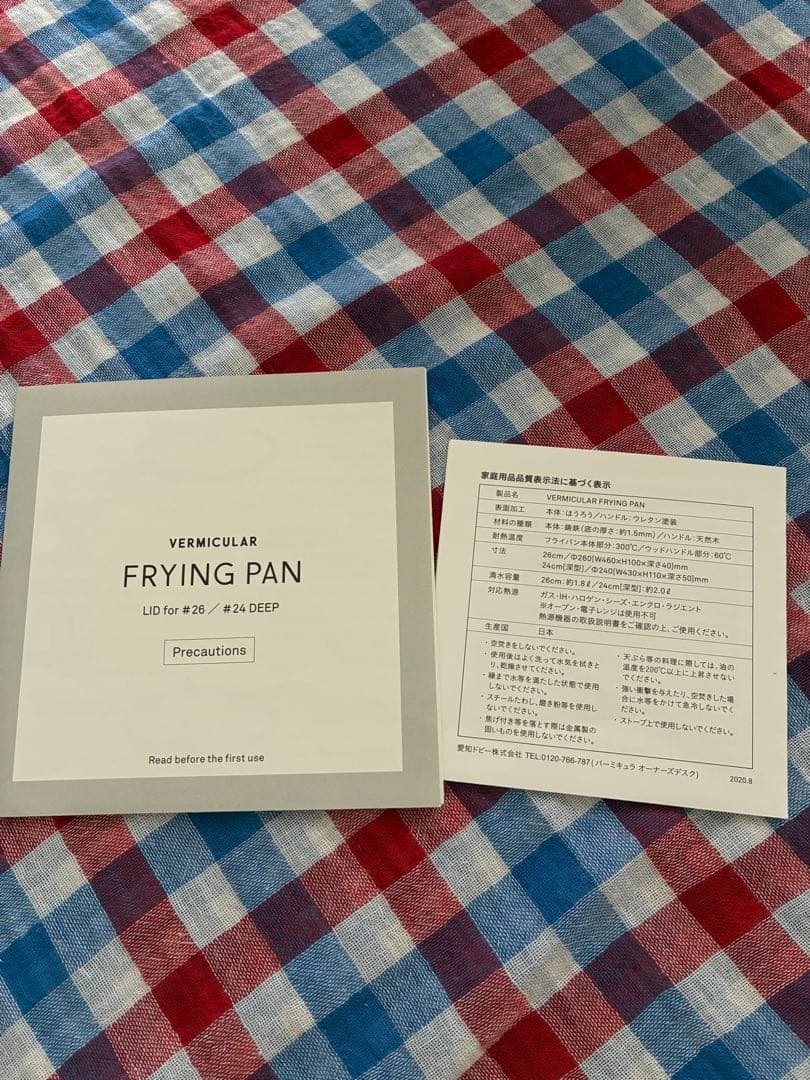 VERMICULAR
FRYING PAN
LID for #26 / #24 DEEP
Precautions
Read before the first use
家庭用品品質表示法に基づく表示
製品名 VERMICULAR FRYING PAN
表面加工 本体:ほうろう/ハンドル:ウレタン塗装
材料の種類 本体:鋳鉄(底の厚さ:約1.5mm)/ハンドル:天然木
耐熱温度 フライパン本体部分:300℃/ウッドハンドル部分:60℃
寸法 26cm/Φ260[W460×H100×深さ40]mm
24cm[深型]/Φ240[W430×H110×深さ50]mm
満水容量 26cm:約1.8ℓ/24cm[深型]:約2.0ℓ
対応熱源 ガス・IH・ハロゲン・シーズ・エンクロ・ラジエント
※オーブン・電子レンジは使用不可
熱源機器の取扱説明書をご確認の上、ご使用ください。
生産国 日本
・空焚きをしないでください。
・使用後はよく洗って水気を拭きと
り、乾燥させてください。
・縁まで水等を満たした状態で使用
しないでください。
・スチールたわし、磨き粉等を使用し
ないでください。
・焦げ付き等を落とす際は金属製の
固いものを使用しないでください。
・天ぷら等の料理に際しては、油の
温度を200℃以上に上昇させない
でください。
・強い衝撃を与えたり、空焚きした場
合に水等をかけて急冷しないでく
ださい。
・ストーブ上で使用しないでください。
愛知ドビー株式会社 TEL:0120-766-787(バーミキュラ オーナーズデスク)
2020.8